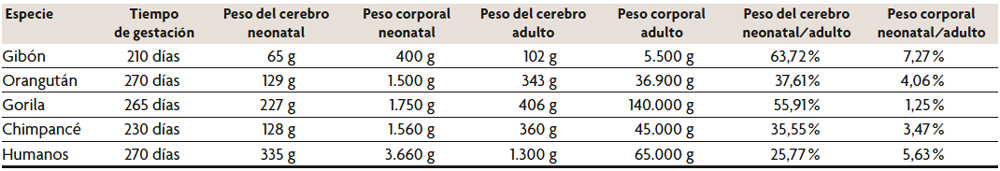 Especie Tiempo de gestación Peso del cerebro neonatal Peso corporal neonatal Peso del cerebro adulto Peso corporal adulto Peso del cerebro neonatal/adulto Peso corporal neonatal/adulto
Gibón 210 días 65 g 400 g 102 g 5.500 g 63,72 % 7,27 %
Orangután 270 días 129 g 1.500 g 343 g 36.900 g 37,61 % 4,06 %
Gorila 265 días 227 g 1.750 g 406 g 140.000 g 55,91 % 1,25 %
Chimpancé 230 días 128 g 1.560 g 360 g 45.000 g 35,55 % 3,47 %
Humanos 270 días 335 g 3.660 g 1.300 g 65.000 g 25,77 % 5,63 %